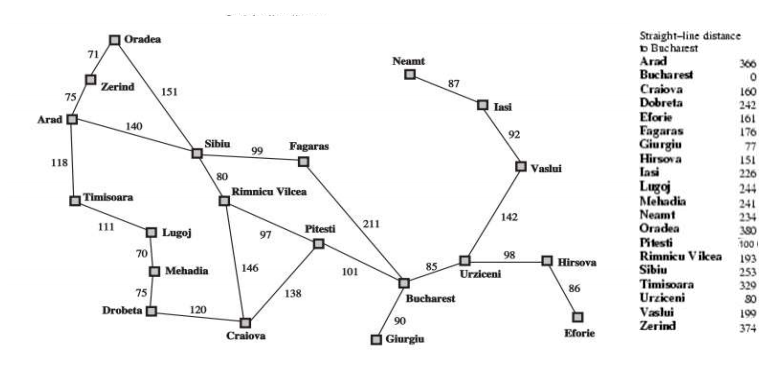 Oradea
71
Neamt
Zerind
87
151
75
Iasi
Arad
140
92
Sibiu
Fagaras
99
118
Vaslui
80
Timisoara
Rimnicu Vilcea
111
211
142
Lugoj
97
Pitesti
70
98
Hirsova
Mehadia
146
101
85
Urziceni
75
138
86
Bucharest
Drobeta
120
90
Craiova
Giurgiu
Eforie
Straight–line distance
to Bucharest
Arad 366
Bucharest 0
Craiova 160
Dobreta 242
Eforie 161
Fagaras 176
Giurgiu 77
Hirsova 151
Iasi 226
Lugoj 244
Mehadia 241
Neamt 234
Oradea 380
Pitesti 100
Rimnicu Vilcea 193
Sibiu 253
Timisoara 329
Urziceni 80
Vaslui 199
Zerind 374